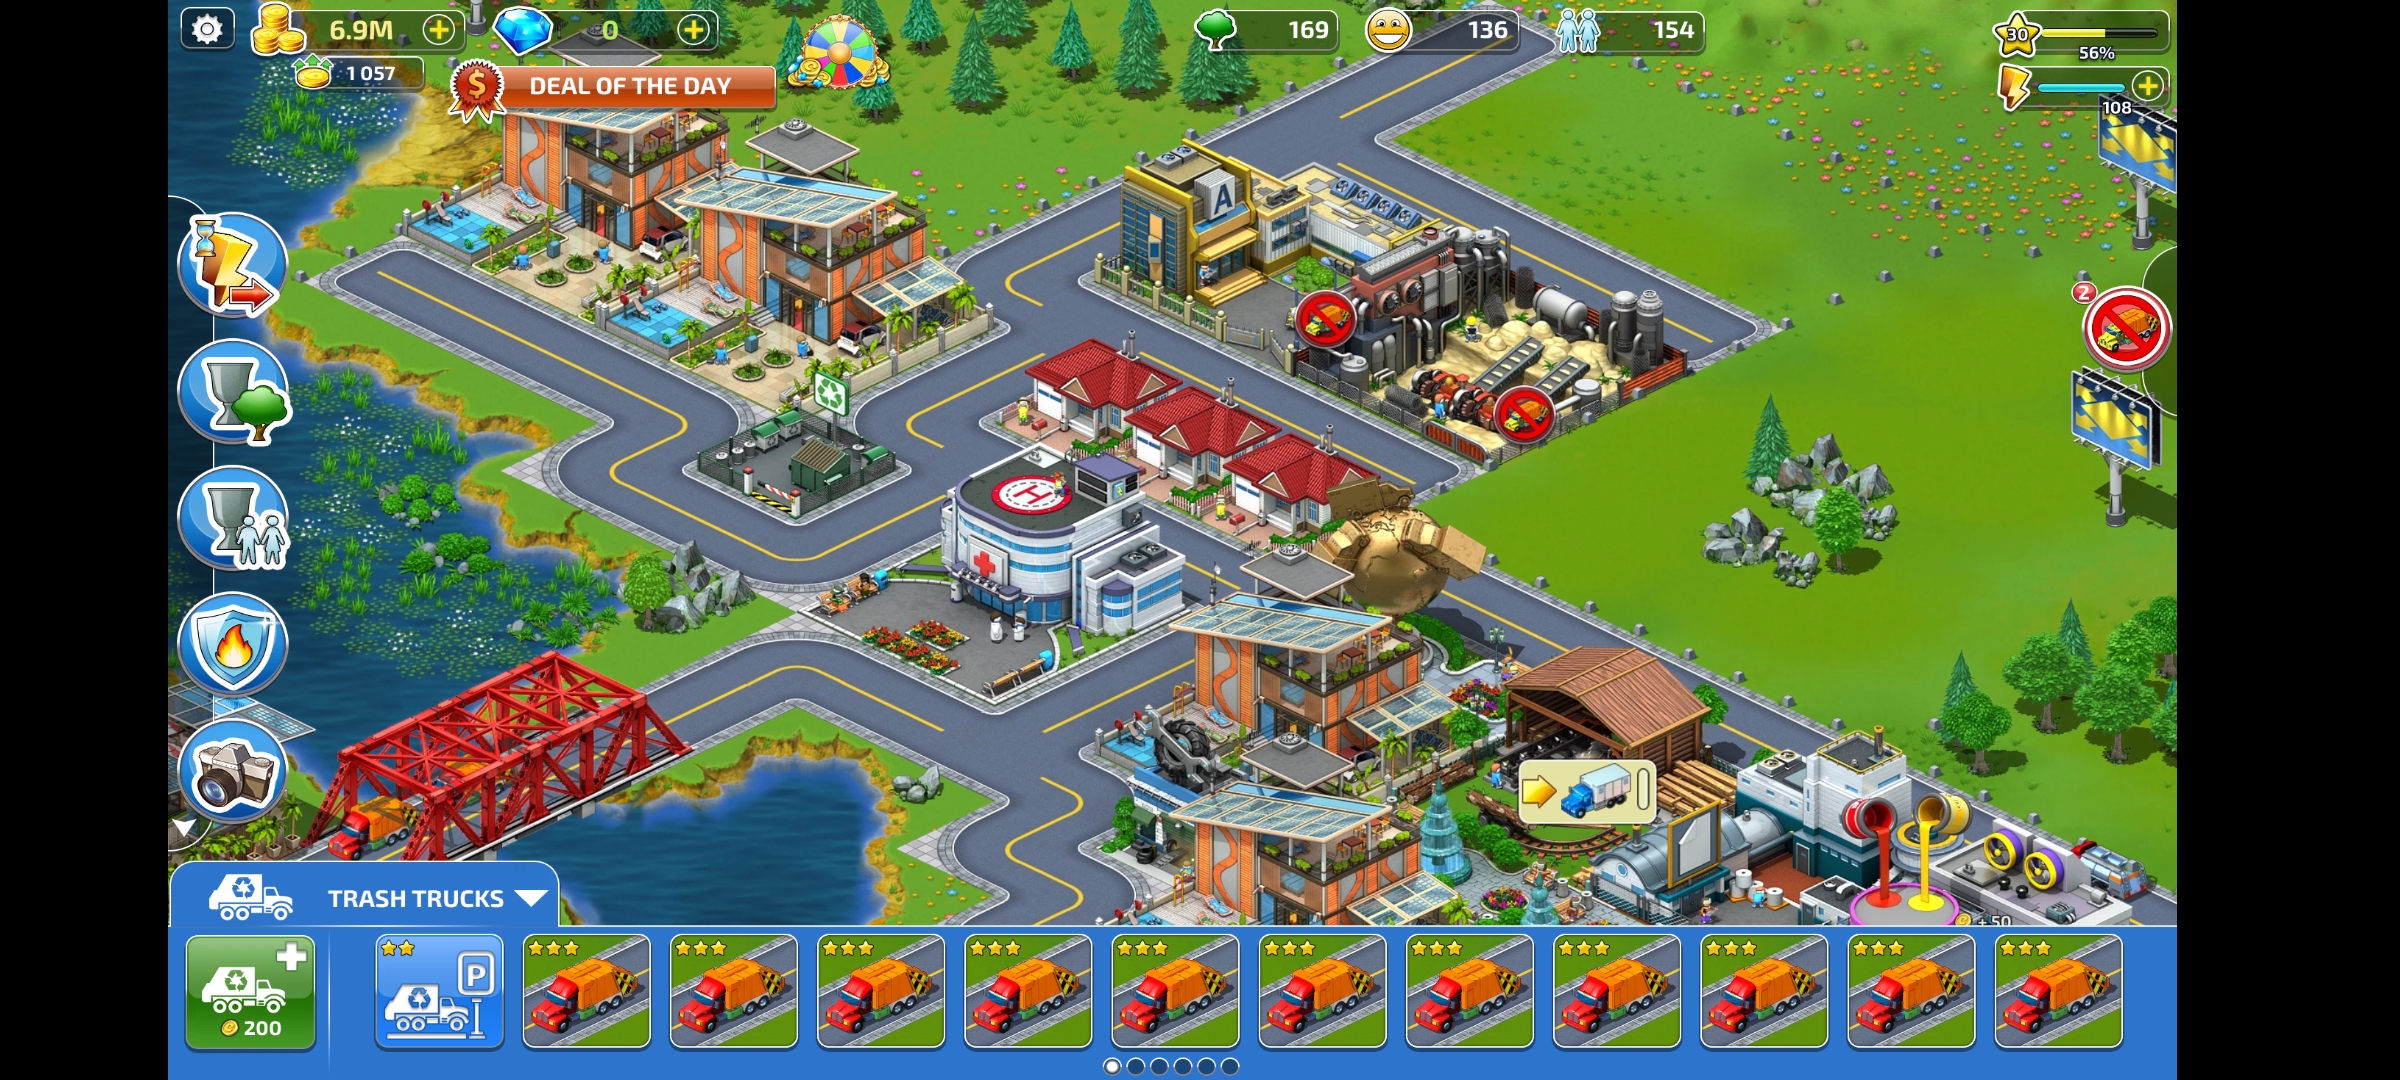 6.9M
0
169
136
154
30
56%
1 057
DEAL OF THE DAY
108
A
2
H
TRASH TRUCKS
+50
200
P